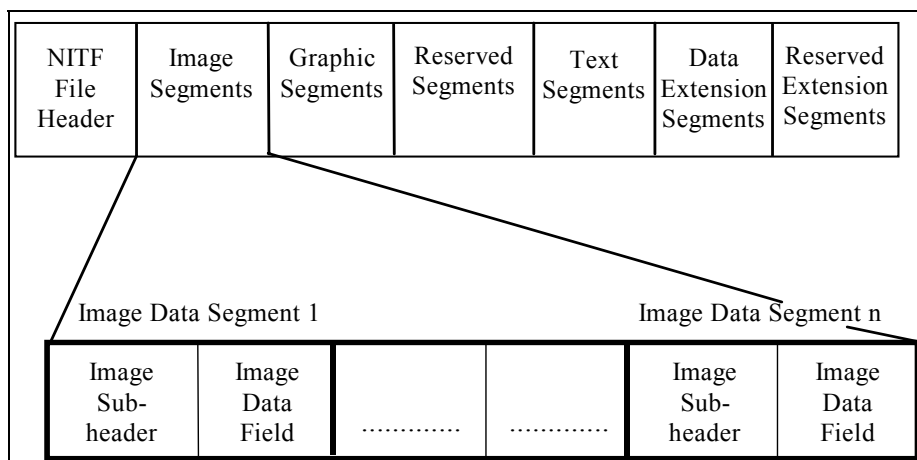 NITF
File
Header
Image
Segments
Graphic
Segments
Reserved
Segments
Text
Segments
Data
Extension
Segments
Reserved
Extension
Segments
Image Data Segment 1
Image Data Segment n
Image
Sub-
header
Image
Data
Field
.............
.............
Image
Sub-
header
Image
Data
Field